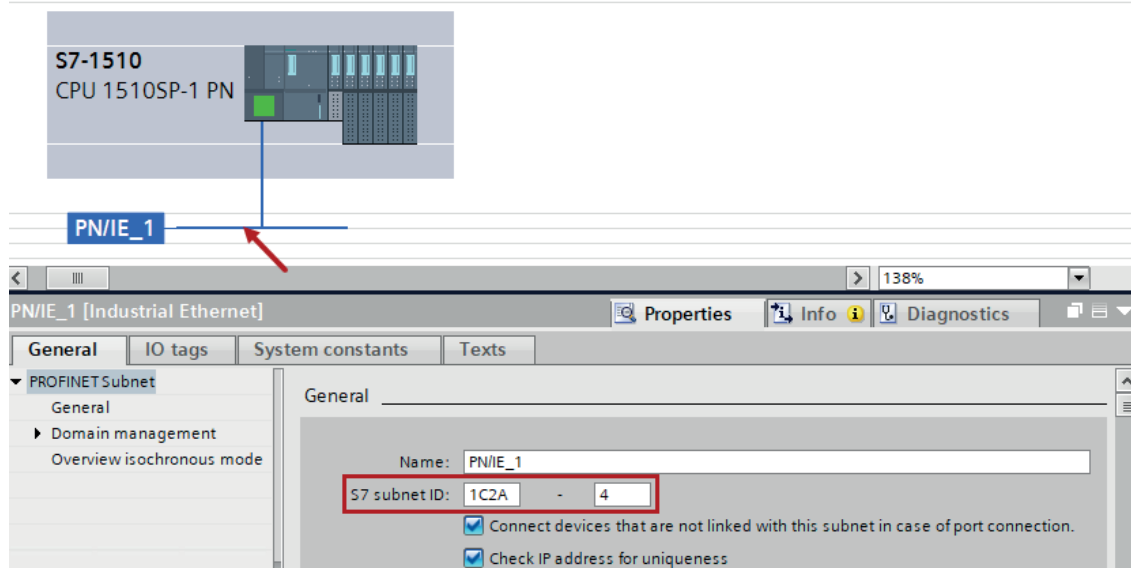 S7-1510
CPU 1510SP-1 PN
PN/IE_1
138%
PN/IE_1 [Industrial Ethernet]
Properties
Info
Diagnostics
General
IO tags
System constants
Texts
PROFINET Subnet
General
Domain management
Overview isochronous mode
General
Name: PN/IE_1
S7 subnet ID: 1C2A - 4
Connect devices that are not linked with this subnet in case of port connection.
Check IP address for uniqueness